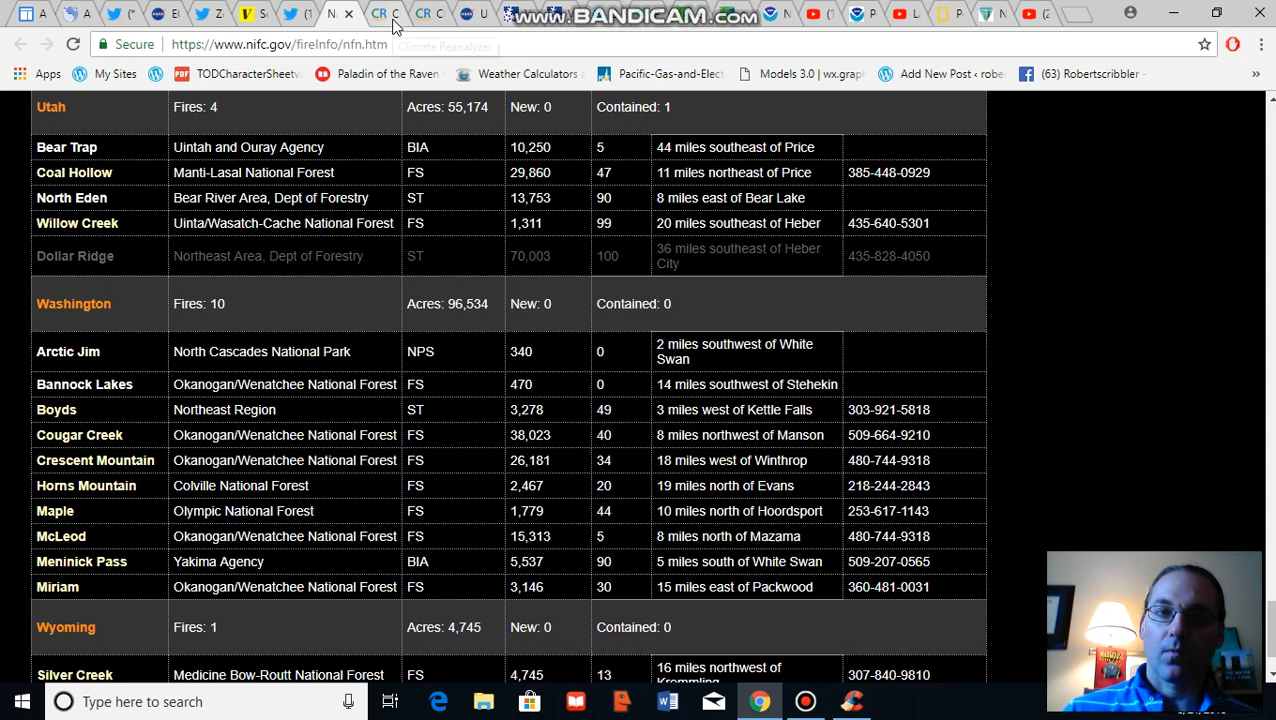 A
(*
EC
Z
S
(1
N
CR C
CR C
U
www.BANDICAM.com
N
P
L
P
N
(2
Secure
https://www.nifc.gov/fireInfo/nfn.htm
Climate Reanalyzer
Apps
My Sites
TODCharacterSheet
Paladin of the Raven
Weather Calculators
Pacific-Gas-and-Elect
Models 3.0 | wx.graph
Add New Post ‹ rober
(63) Robertscribbler -
»
Utah Fires: 4 Acres: 55,174 New: 0 Contained: 1
Bear Trap Uintah and Ouray Agency BIA 10,250 5 44 miles southeast of Price
Coal Hollow Manti-Lasal National Forest FS 29,860 47 11 miles northeast of Price 385-448-0929
North Eden Bear River Area, Dept of Forestry ST 13,753 90 8 miles east of Bear Lake
Willow Creek Uinta/Wasatch-Cache National Forest FS 1,311 99 20 miles southeast of Heber 435-640-5301
Dollar Ridge Northeast Area, Dept of Forestry ST 70,003 100 36 miles southeast of Heber City 435-828-4050
Washington Fires: 10 Acres: 96,534 New: 0 Contained: 0
Arctic Jim North Cascades National Park NPS 340 0 2 miles southwest of White Swan
Bannock Lakes Okanogan/Wenatchee National Forest FS 470 0 14 miles southwest of Stehekin
Boyds Northeast Region ST 3,278 49 3 miles west of Kettle Falls 303-921-5818
Cougar Creek Okanogan/Wenatchee National Forest FS 38,023 40 8 miles northwest of Manson 509-664-9210
Crescent Mountain Okanogan/Wenatchee National Forest FS 26,181 34 18 miles west of Winthrop 480-744-9318
Horns Mountain Colville National Forest FS 2,467 20 19 miles north of Evans 218-244-2843
Maple Olympic National Forest FS 1,779 44 10 miles north of Hoordsport 253-617-1143
McLeod Okanogan/Wenatchee National Forest FS 15,313 5 8 miles north of Mazama 480-744-9318
Meninick Pass Yakima Agency BIA 5,537 90 5 miles south of White Swan 509-207-0565
Miriam Okanogan/Wenatchee National Forest FS 3,146 30 15 miles east of Packwood 360-481-0031
Wyoming Fires: 1 Acres: 4,745 New: 0 Contained: 0
Silver Creek Medicine Bow-Routt National Forest FS 4,745 13 16 miles northwest of Kremmling 307-840-9810
Type here to search